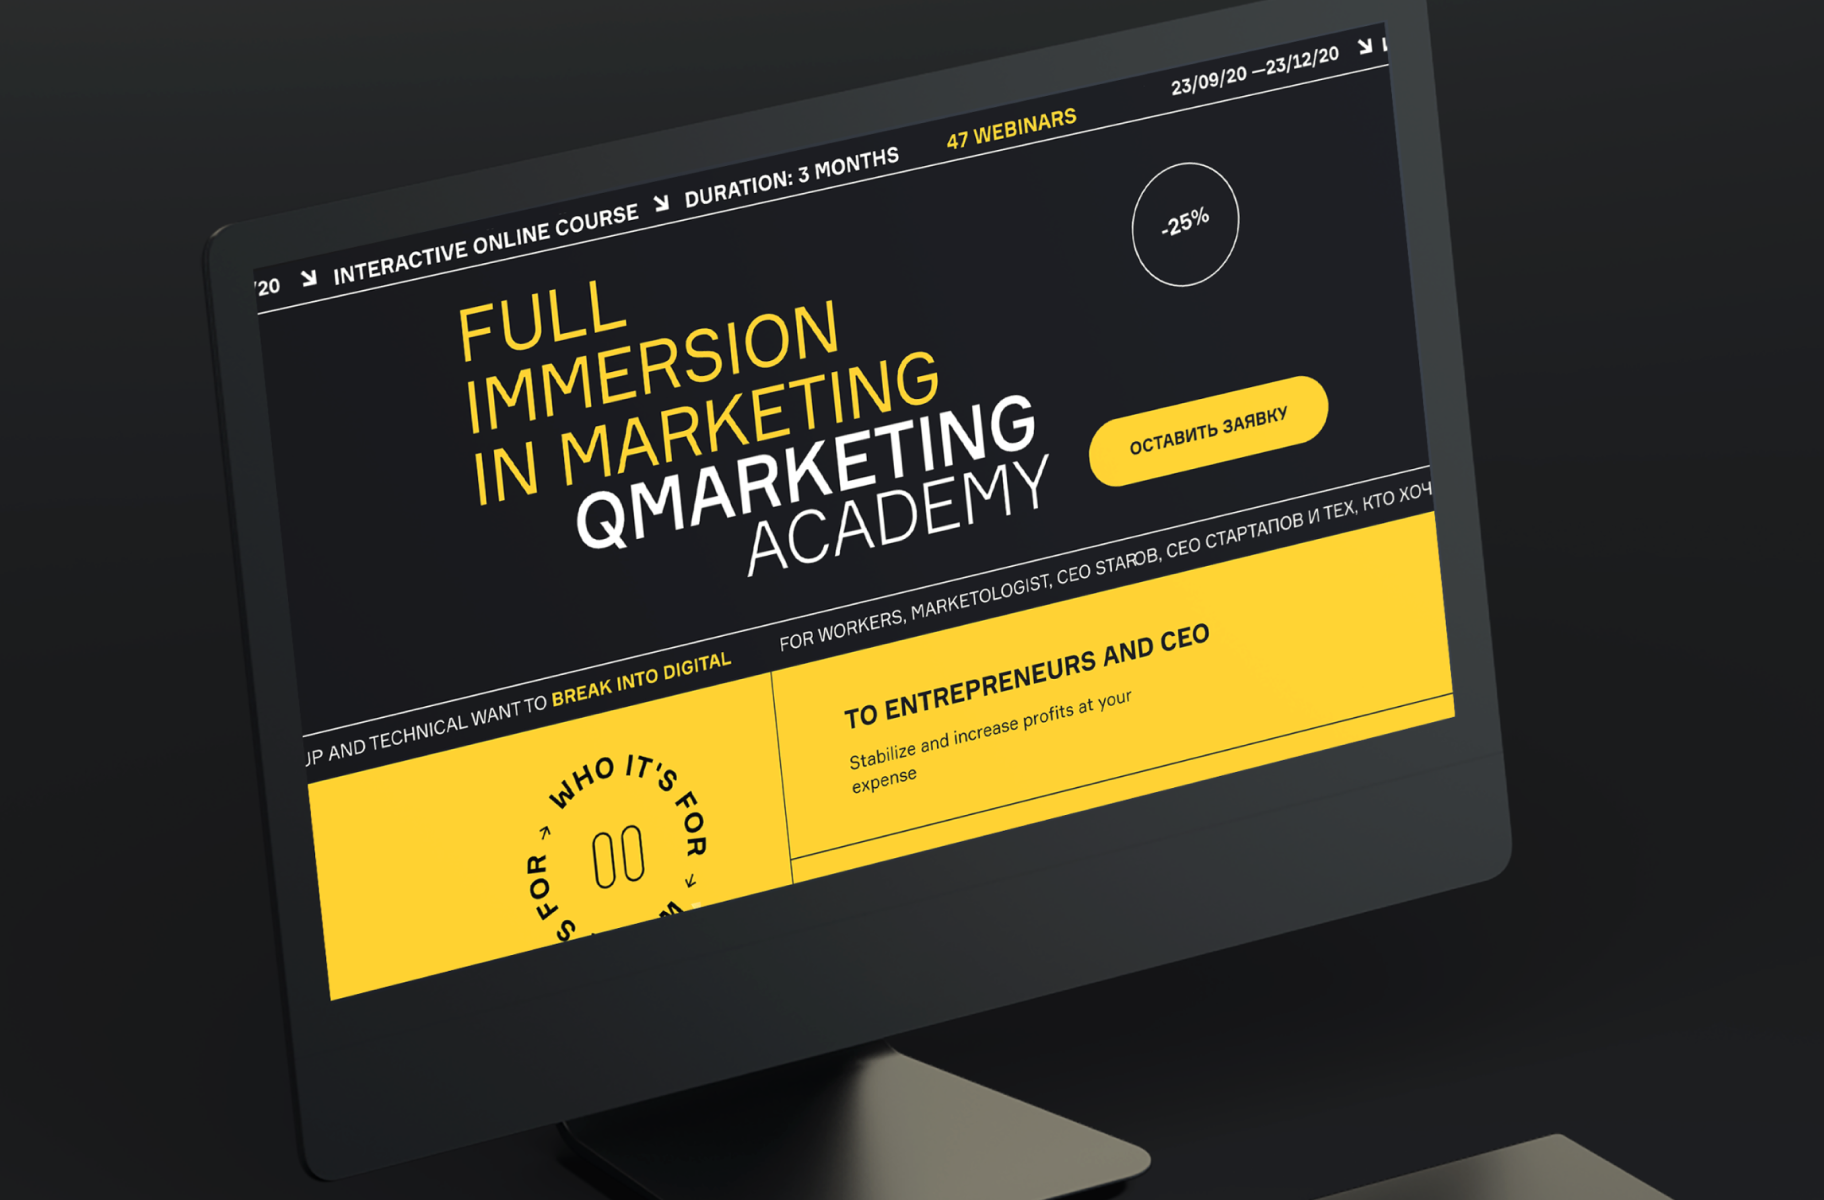 /20 ↘ INTERACTIVE ONLINE COURSE ↘ DURATION: 3 MONTHS 47 WEBINARS 23/09/20 —23/12/20 ↘
-25%
FULL
IMMERSION
IN MARKETING
QMARKETING
ACADEMY
ОСТАВИТЬ ЗАЯВКУ
UP AND TECHNICAL WANT TO BREAK INTO DIGITAL FOR WORKERS, MARKETOLOGIST, CEO STAROB, CEO СТАРТАПОВ И ТЕХ, КТО ХОЧ
WHO IT'S FOR → W
S FOR →
TO ENTREPRENEURS AND CEO
Stabilize and increase profits at your
expense